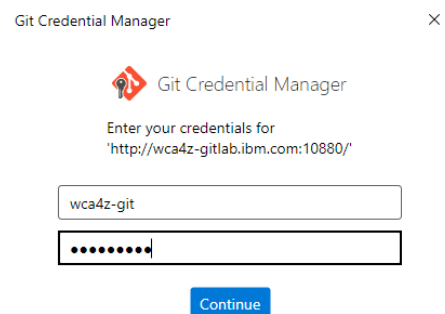 Git Credential Manager
Git Credential Manager
Enter your credentials for
'http://wca4z-gitlab.ibm.com:10880/'
wca4z-git
●●●●●●●●●
Continue